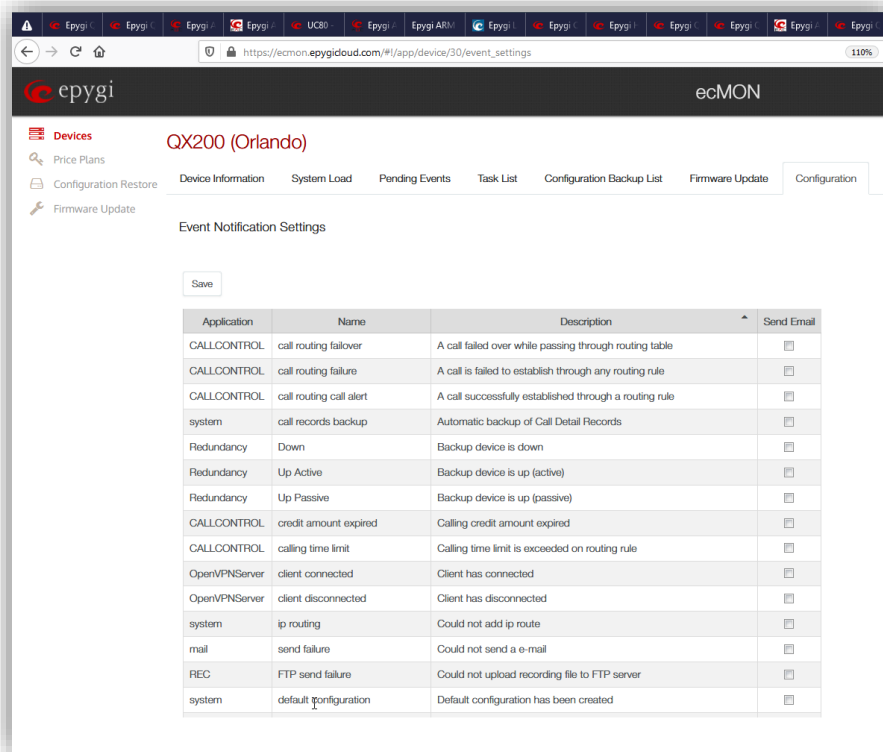 Epygi C Epygi C Epygi A Epygi A UC80 - Epygi A Epygi ARM Epygi L Epygi C Epygi Epygi C Epygi C Epygi A Epygi C
https://ecmon.epygicloud.com/#!/app/device/30/event_settings 110%
epygi ecMON
Devices
Price Plans
Configuration Restore
Firmware Update
QX200 (Orlando)
Device Information System Load Pending Events Task List Configuration Backup List Firmware Update Configuration
Event Notification Settings
Save
Application Name Description Send Email
CALLCONTROL call routing failover A call failed over while passing through routing table
CALLCONTROL call routing failure A call is failed to establish through any routing rule
CALLCONTROL call routing call alert A call successfully established through a routing rule
system call records backup Automatic backup of Call Detail Records
Redundancy Down Backup device is down
Redundancy Up Active Backup device is up (active)
Redundancy Up Passive Backup device is up (passive)
CALLCONTROL credit amount expired Calling credit amount expired
CALLCONTROL calling time limit Calling time limit is exceeded on routing rule
OpenVPNServer client connected Client has connected
OpenVPNServer client disconnected Client has disconnected
system ip routing Could not add ip route
mail send failure Could not send a e-mail
REC FTP send failure Could not upload recording file to FTP server
system default configuration Default configuration has been created